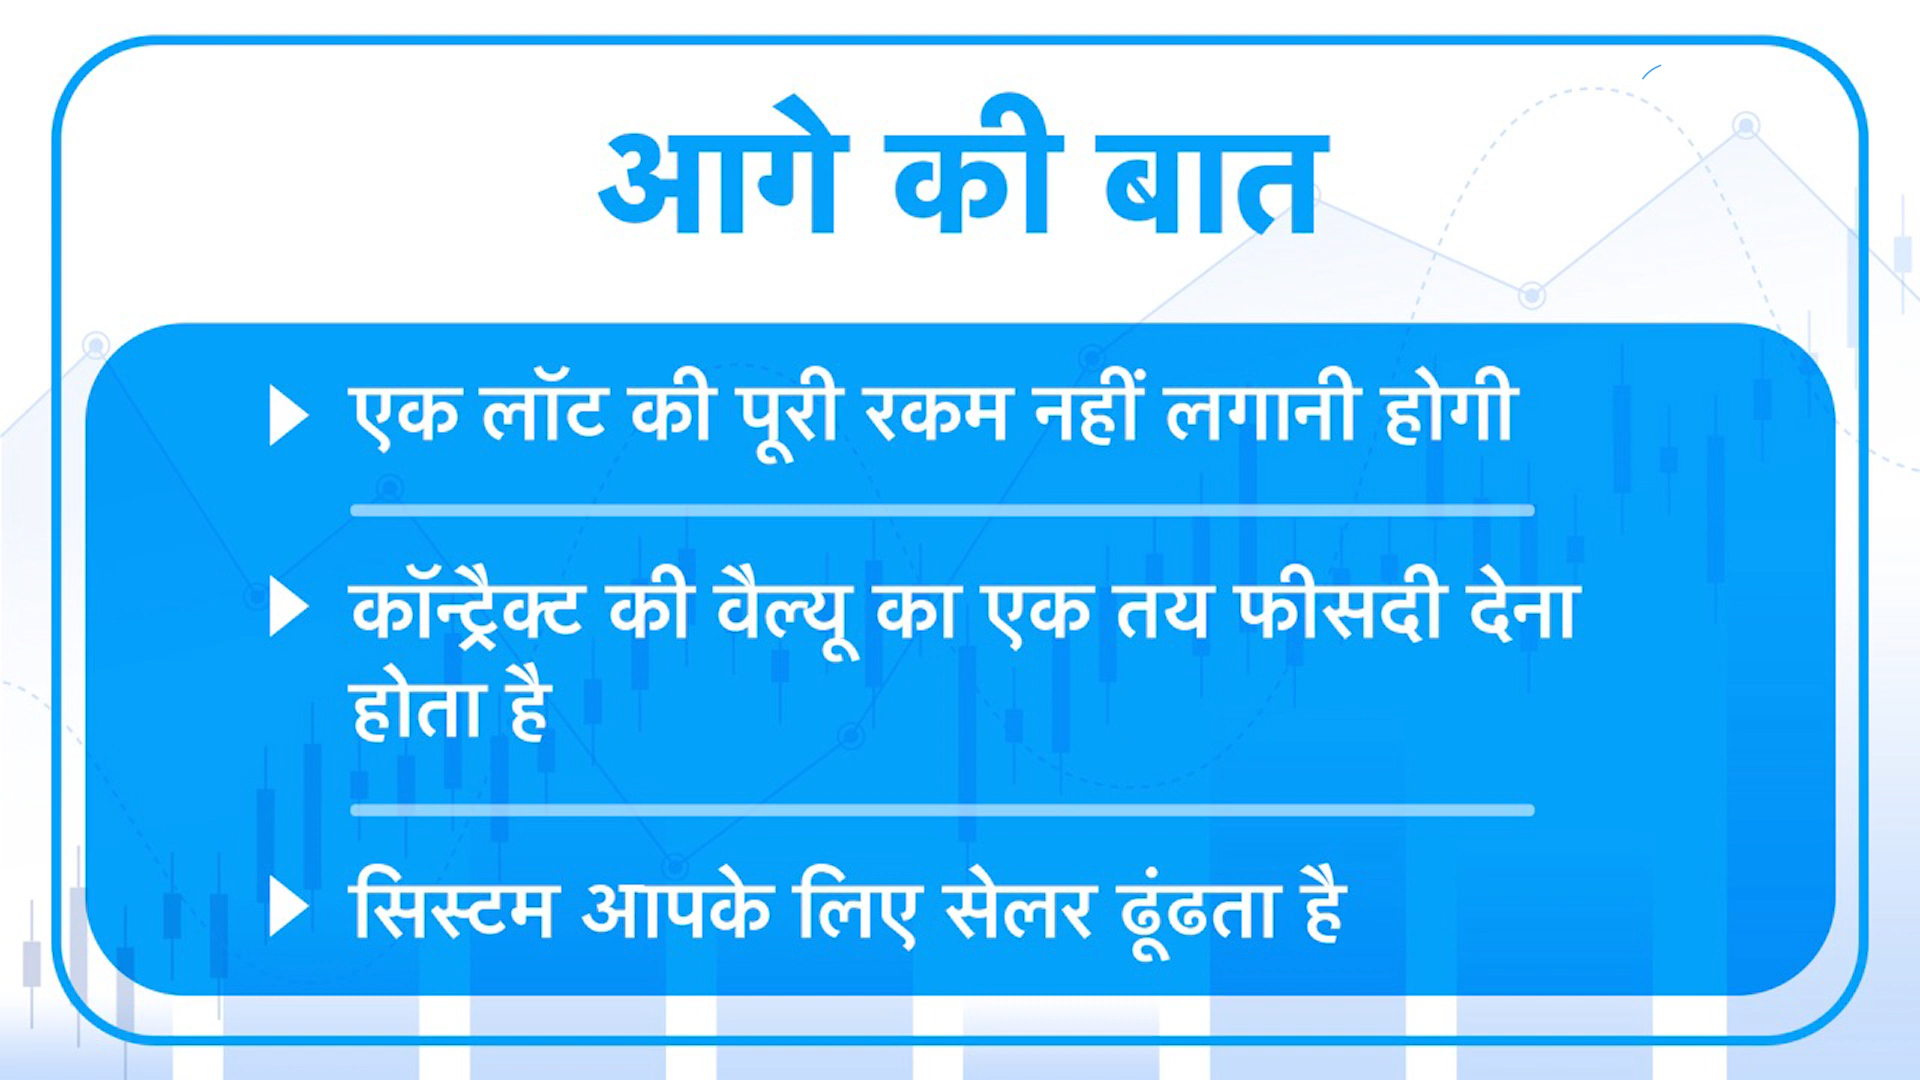 आगे की बात
एक लॉट की पूरी रकम नहीं लगानी होगी
कॉन्ट्रैक्ट की वैल्यू का एक तय फीसदी देना
होता है
सिस्टम आपके लिए सेलर ढूंढता है